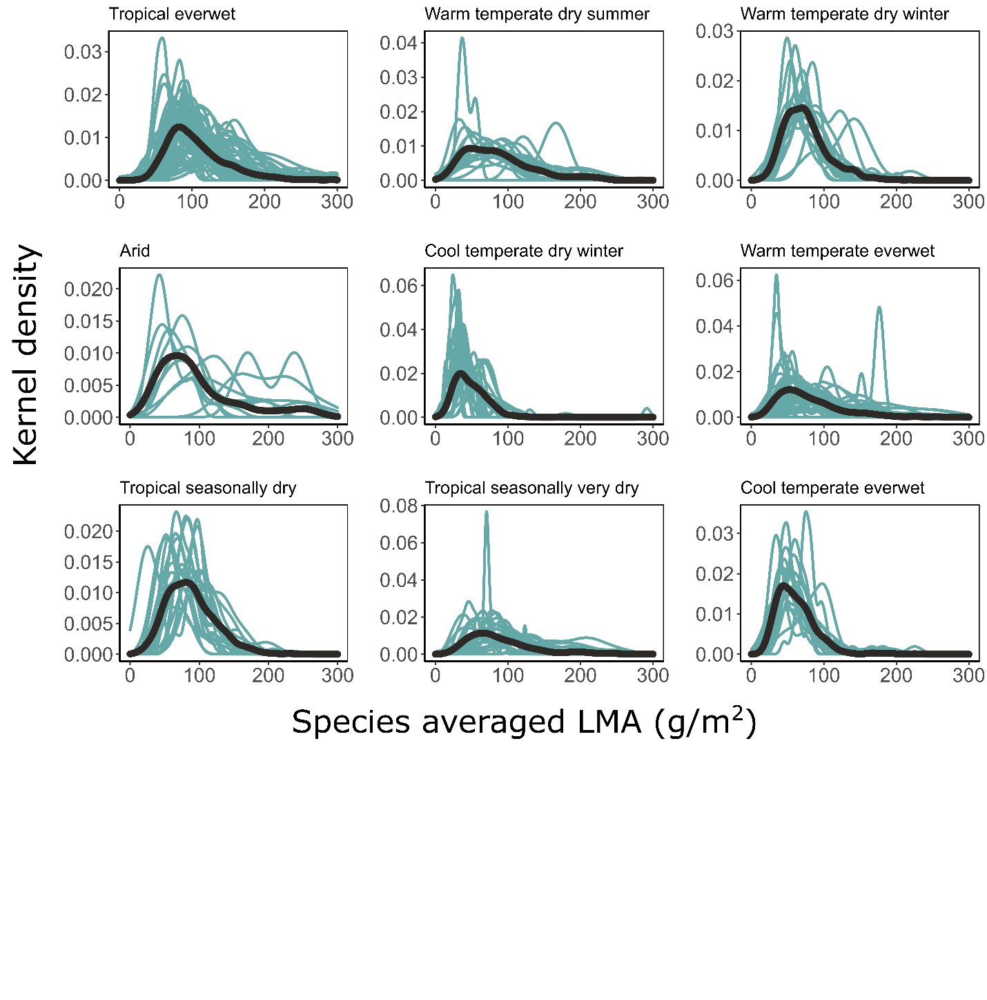 Tropical everwet
Warm temperate dry summer
Warm temperate dry winter
0.03
0.02
0.01
0.00
0 100 200 300
0.04
0.03
0.02
0.01
0.00
0 100 200 300
0.03
0.02
0.01
0.00
0 100 200 300
Kernel density
Arid
Cool temperate dry winter
Warm temperate everwet
0.020
0.015
0.010
0.005
0.000
0 100 200 300
0.06
0.04
0.02
0.00
0 100 200 300
0.06
0.04
0.02
0.00
0 100 200 300
Tropical seasonally dry
Tropical seasonally very dry
Cool temperate everwet
0.020
0.015
0.010
0.005
0.000
0 100 200 300
0.08
0.06
0.04
0.02
0.00
0 100 200 300
0.03
0.02
0.01
0.00
0 100 200 300
Species averaged LMA (g/m²)